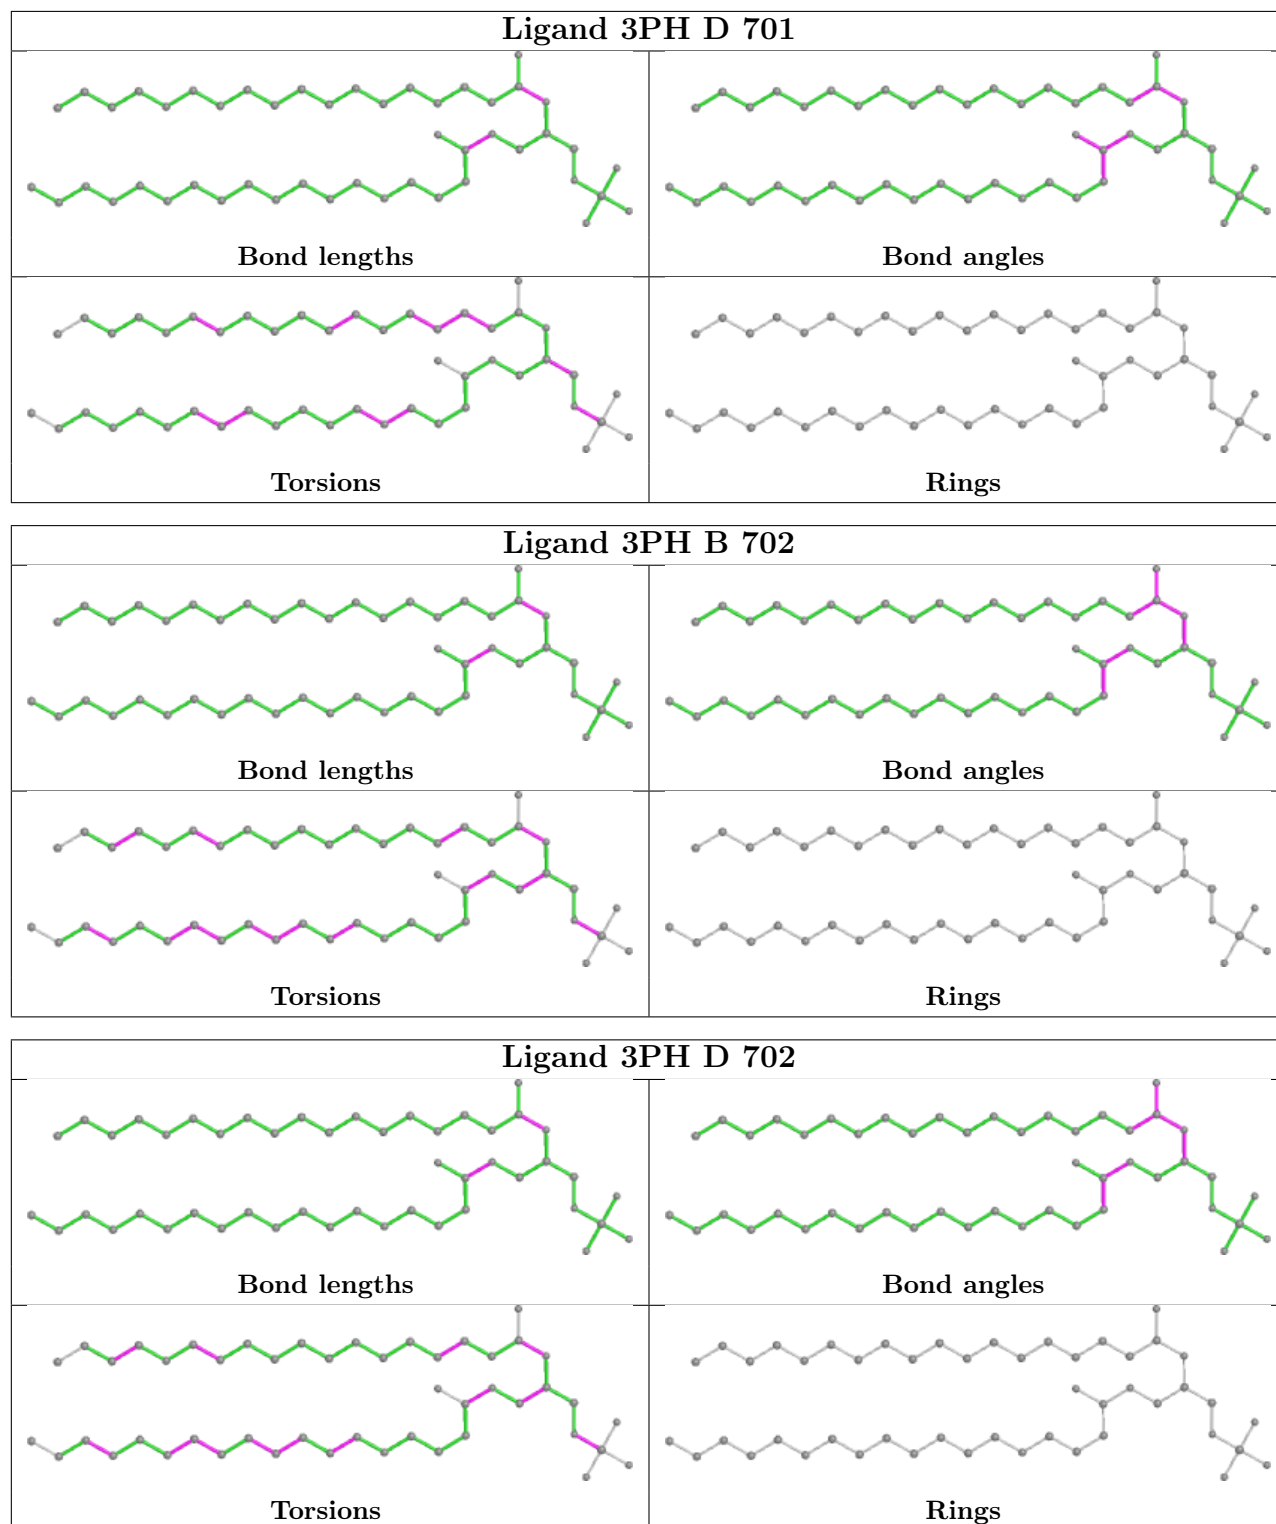 Ligand 3PH D 701
Bond lengths
Bond angles
Torsions
Rings
Ligand 3PH B 702
Bond lengths
Bond angles
Torsions
Rings
Ligand 3PH D 702
Bond lengths
Bond angles
Torsions
Rings